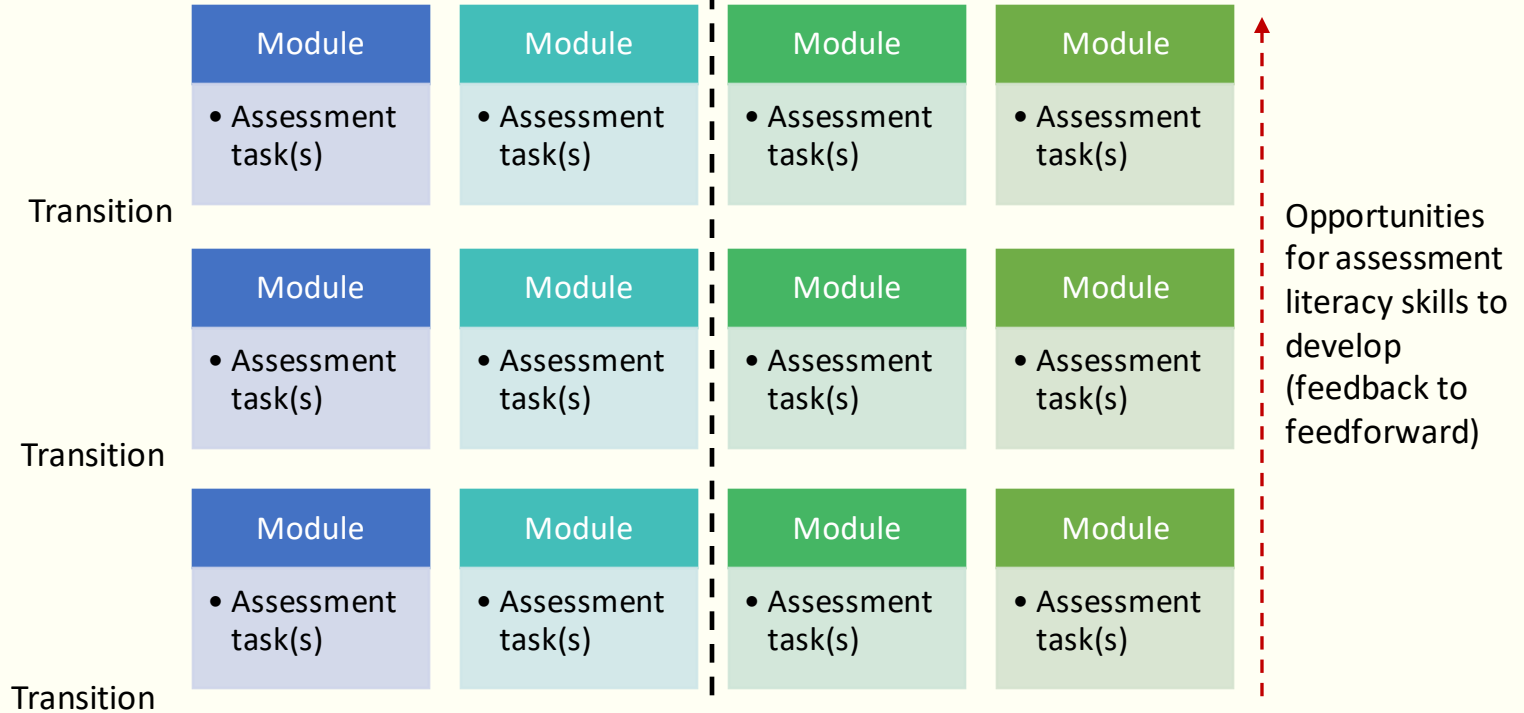 Module
Module
Module
Module
• Assessment
task(s)
• Assessment
task(s)
• Assessment
task(s)
• Assessment
task(s)
Transition
Module
Module
Module
Module
• Assessment
task(s)
• Assessment
task(s)
• Assessment
task(s)
• Assessment
task(s)
Transition
Module
Module
Module
Module
• Assessment
task(s)
• Assessment
task(s)
• Assessment
task(s)
• Assessment
task(s)
Transition
Opportunities
for assessment
literacy skills to
develop
(feedback to
feedforward)